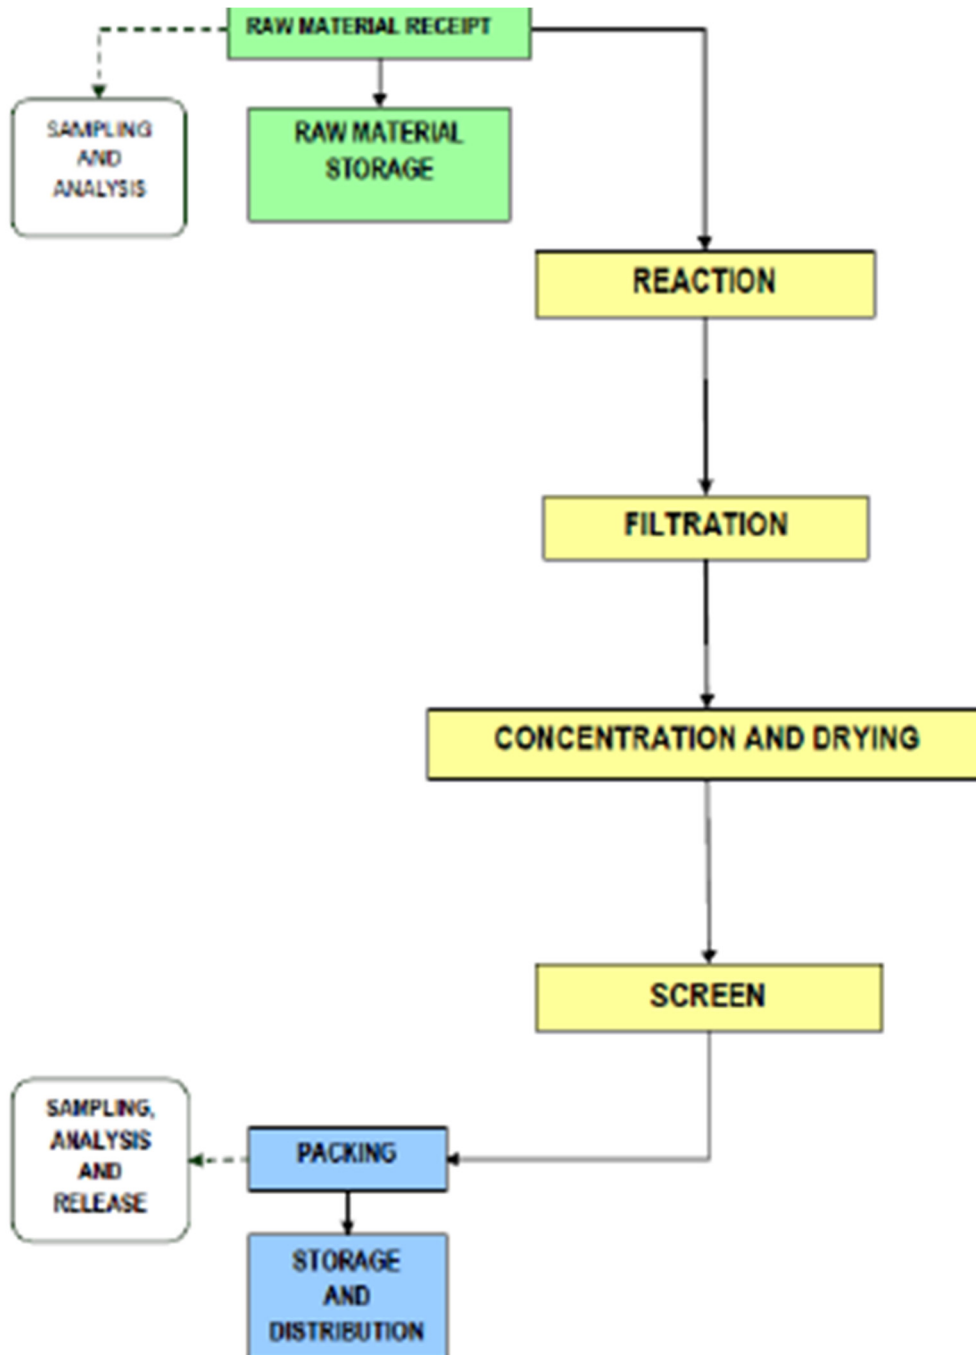 RAW MATERIAL RECEIPT
SAMPLING
AND
ANALYSIS
RAW MATERIAL
STORAGE
REACTION
FILTRATION
CONCENTRATION AND DRYING
SCREEN
SAMPLING,
ANALYSIS
AND
RELEASE
PACKING
STORAGE
AND
DISTRIBUTION